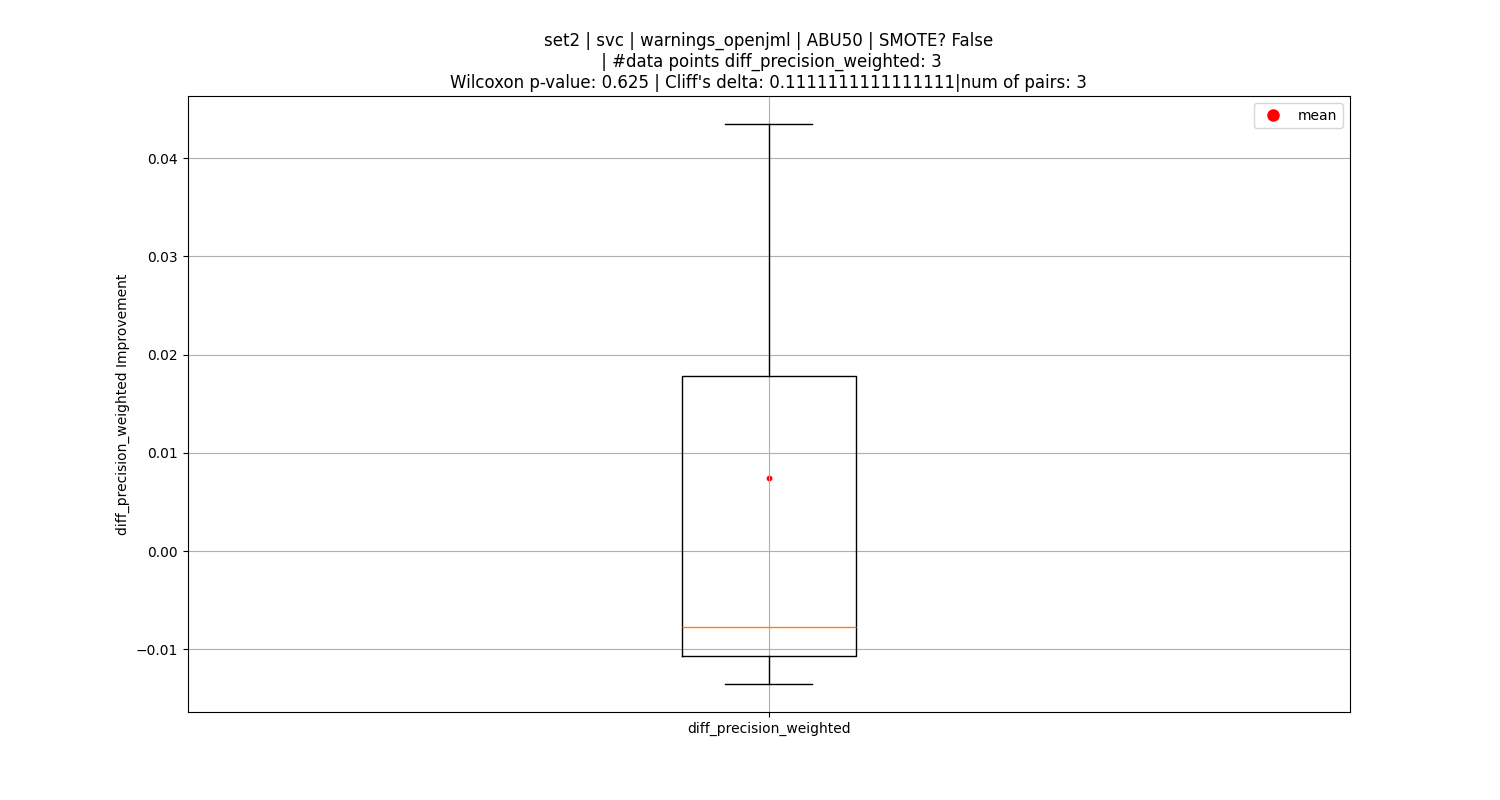 set2 | svc | warnings_openjml | ABU50 | SMOTE? False
| #data points diff_precision_weighted: 3
Wilcoxon p-value: 0.625 | Cliff's delta: 0.1111111111111111|num of pairs: 3
mean
0.04
0.03
0.02
0.01
0.00
−0.01
diff_precision_weighted Improvement
diff_precision_weighted